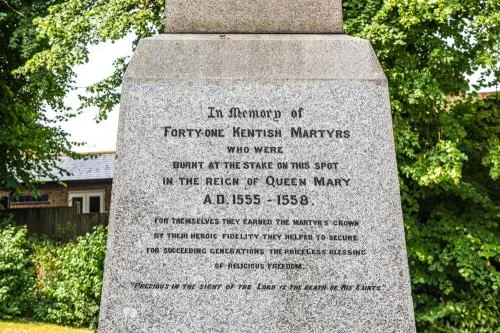 In Memory of
Forty-one Kentish Martyrs
who were
burnt at the stake on this spot
in the reign of Queen Mary
A.D. 1555 - 1558.
For themselves they earned the martyr's crown
by their heroic fidelity they helped to secure
for succeeding generations the priceless blessing
of religious freedom.
"Precious in the sight of the Lord is the death of His Saints."